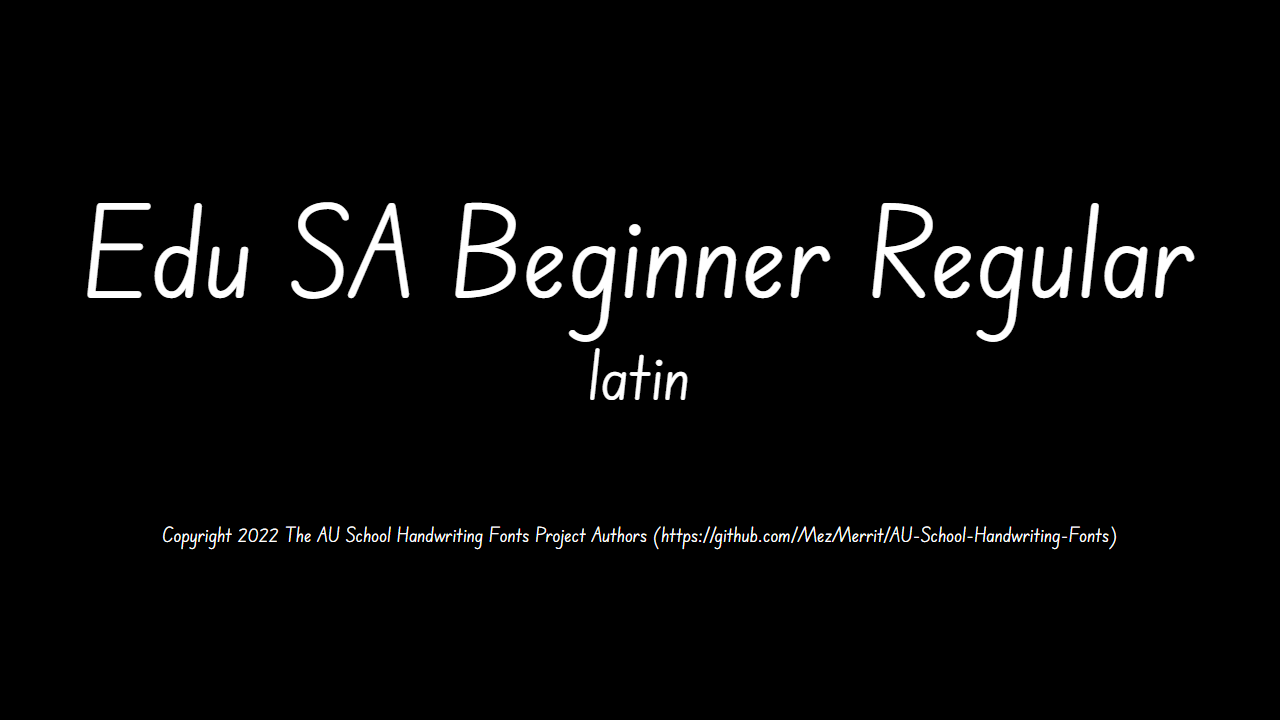 Edu SA Beginner Regular
latin
Copyright 2022 The AU School Handwriting Fonts Project Authors (https://github.com/MezMerrit/AU-School-Handwriting-Fonts)